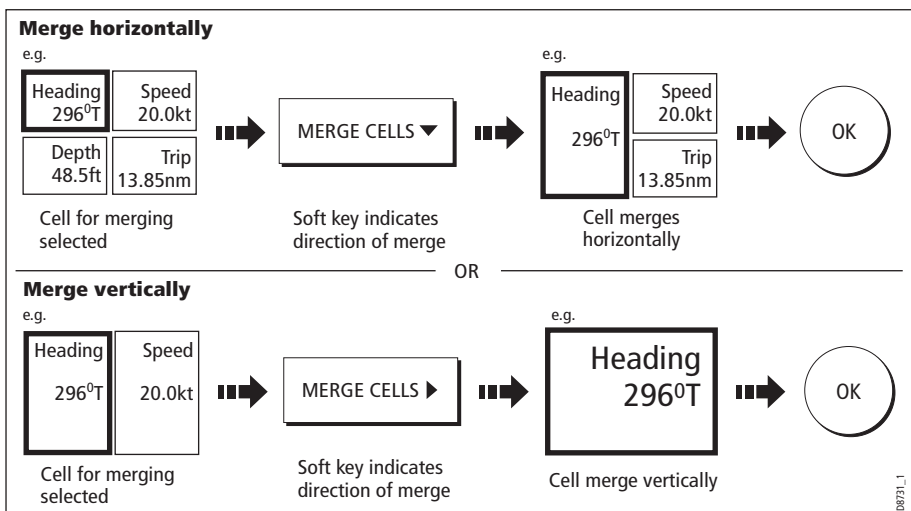 Merge horizontally
e.g.
Heading
296⁰T
Speed
20.0kt
Depth
48.5ft
Trip
13.85nm
Cell for merging
selected
MERGE CELLS ▼
Soft key indicates
direction of merge
e.g.
Heading
296⁰T
Speed
20.0kt
Trip
13.85nm
Cell merges
horizontally
OK
OR
Merge vertically
e.g.
Heading
296⁰T
Speed
20.0kt
Cell for merging
selected
MERGE CELLS ▶
Soft key indicates
direction of merge
e.g.
Heading
296⁰T
Cell merge vertically
OK
D8731_1